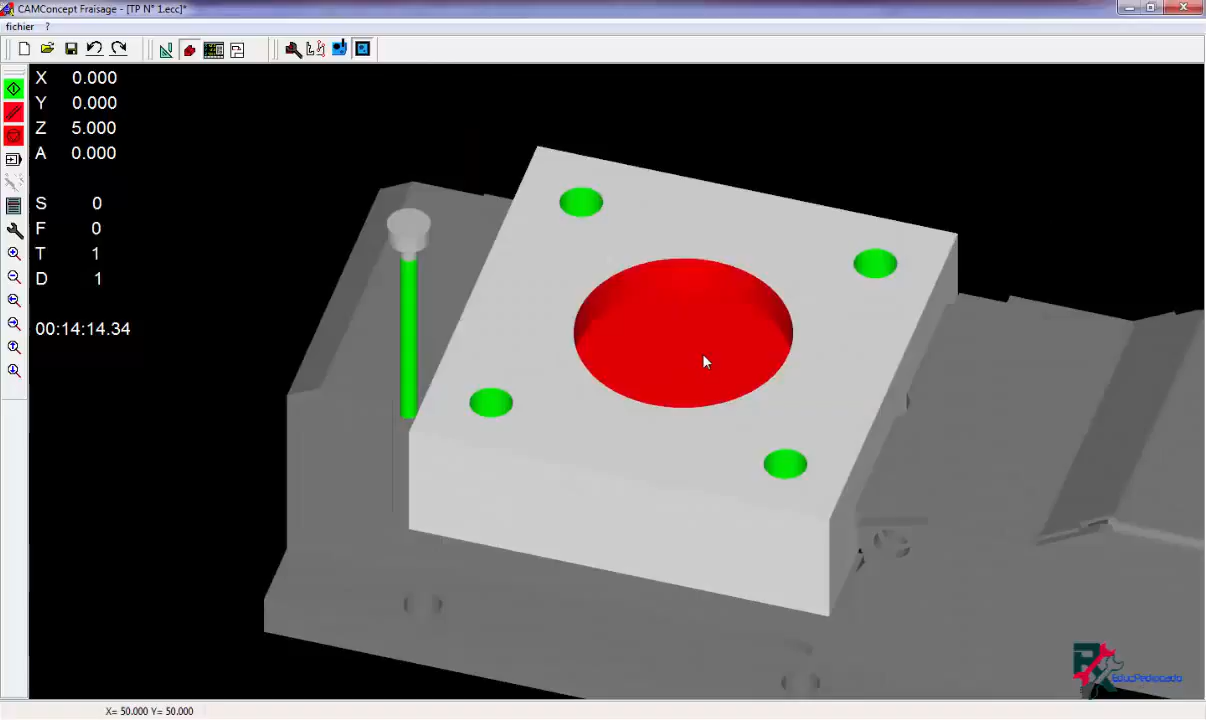 CAMConcept Fraisage - [TP N° 1.ecc]*
fichier ?
X 0.000
Y 0.000
Z 5.000
A 0.000
S 0
F 0
T 1
D 1
00:14:14.34
X= 50.000 Y= 50.000